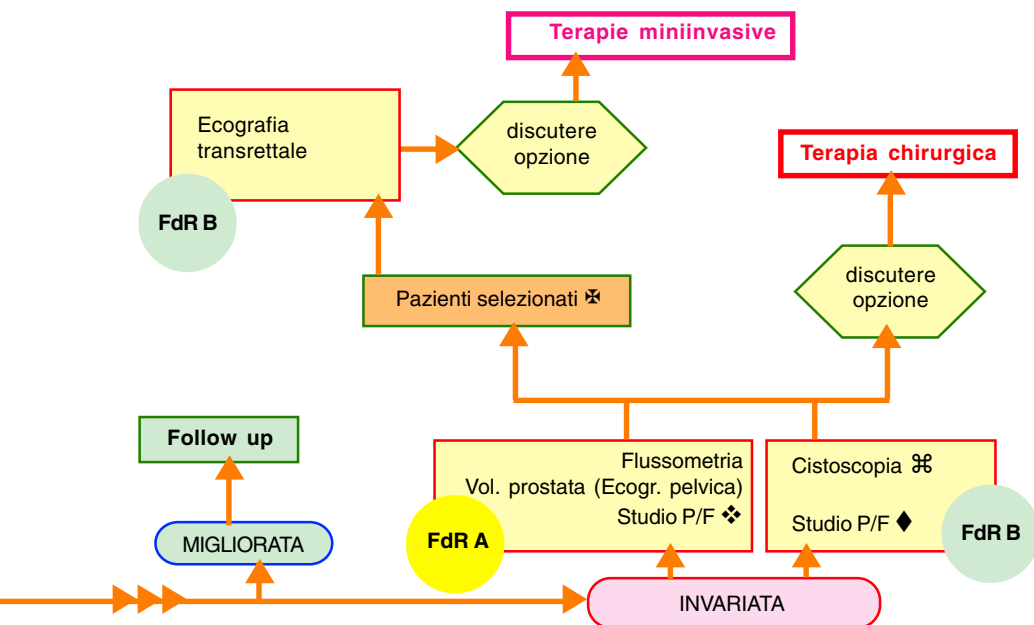 Terapie miniinvasive
Ecografia
transrettale
discutere
opzione
Terapia chirurgica
FdR B
discutere
opzione
Pazienti selezionati ✠
Follow up
Flussometria
Vol. prostata (Ecogr. pelvica)
Studio P/F ❖
Cistoscopia ⌘
Studio P/F ♦
FdR A
FdR B
MIGLIORATA
INVARIATA